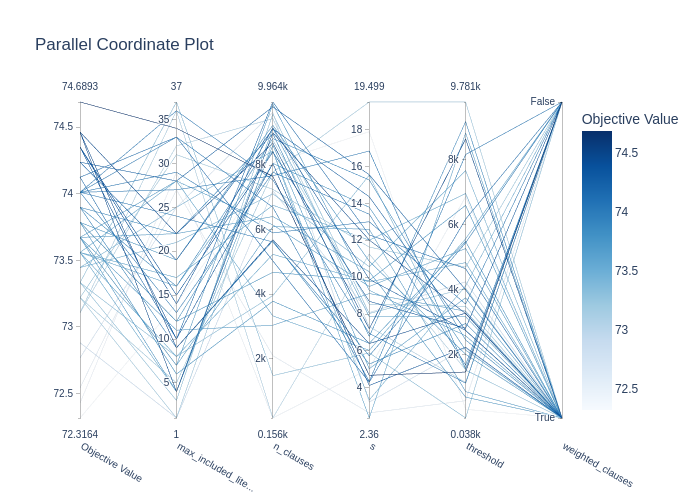 Parallel Coordinate Plot
74.6893 37 9.964k 19.499 9.781k
Objective Value
False
74.5
74
73.5
73
72.5
35
30
25
20
15
10
5
8k
6k
4k
2k
18
16
14
12
10
8
6
4
8k
6k
4k
2k
True
74.5
74
73.5
73
72.5
72.3164 1 0.156k 2.36 0.038k
Objective Value
max_included_lite...
n_clauses
s
threshold
weighted_clauses